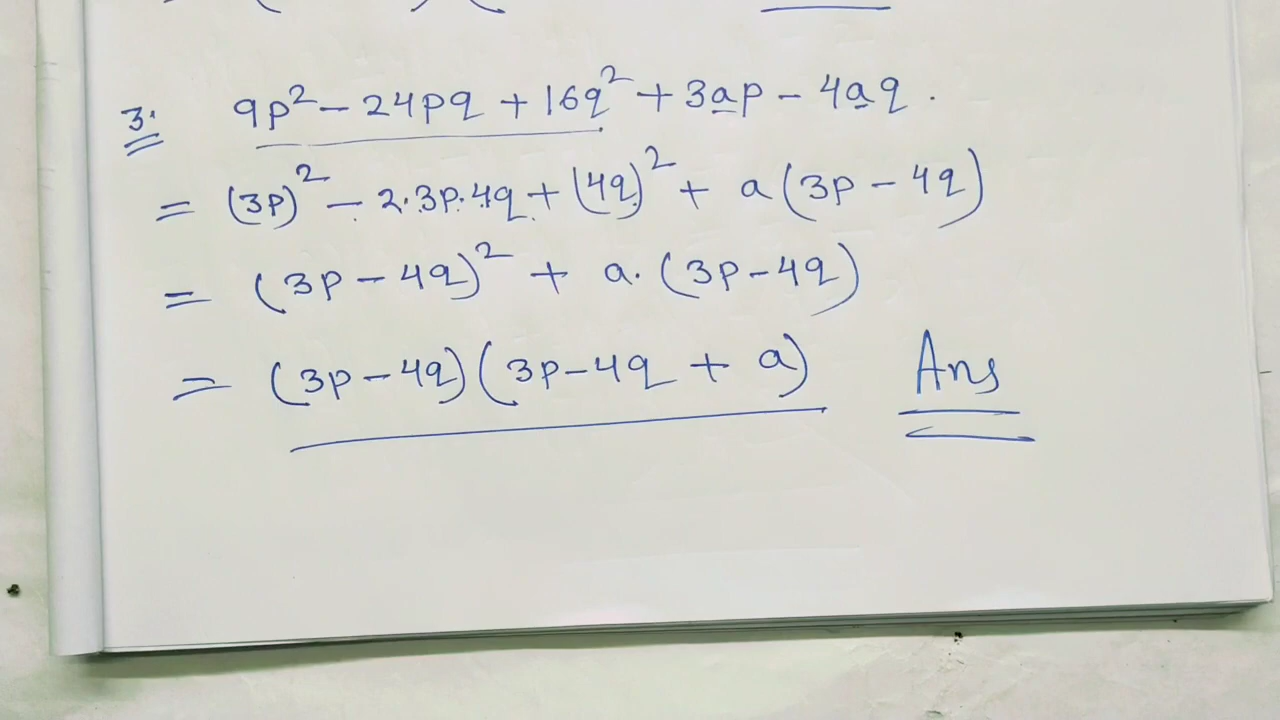 3. 9p² - 24pq + 16q² + 3ap - 4aq.
= (3p)² - 2·3p·4q + (4q)² + a(3p - 4q)
= (3p - 4q)² + a·(3p - 4q)
= (3p - 4q)(3p - 4q + a) Ans